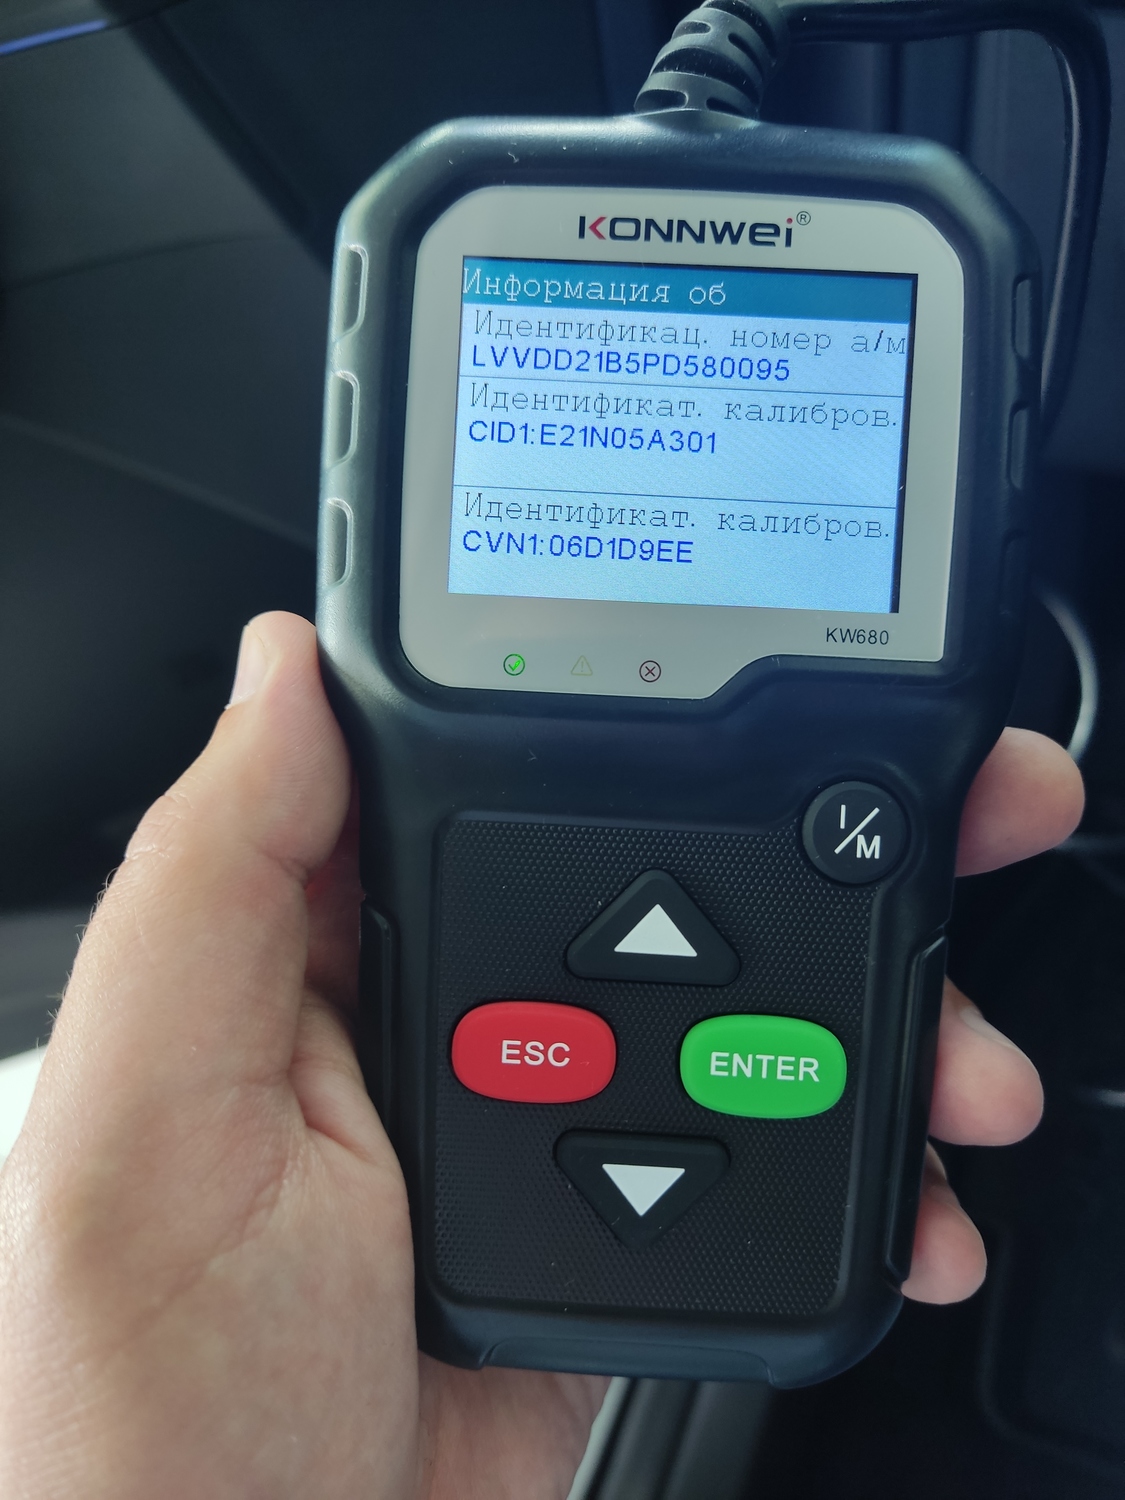 KONNWEI®
Информация об
Идентификац. номер а/м
LVVDD21B5PD580095
Идентификат. калибров.
CID1:E21N05A301
Идентификат. калибров.
CVN1:06D1D9EE
KW680
I/M
ESC
ENTER